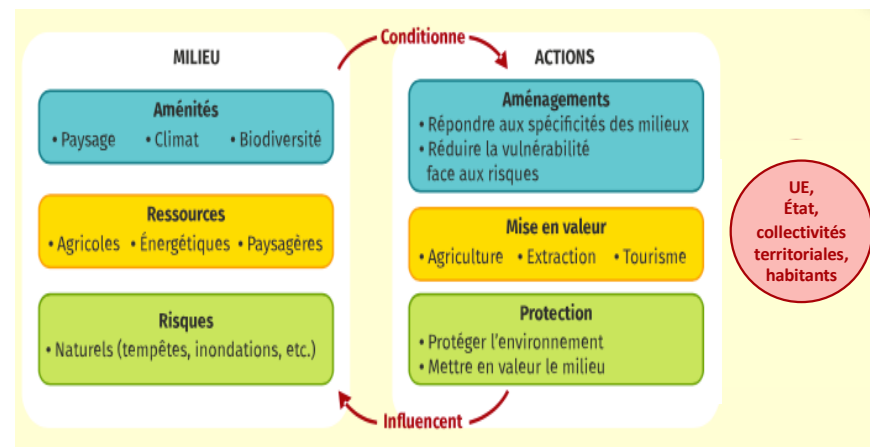 Conditionne
MILIEU
Aménités
• Paysage • Climat • Biodiversité
Ressources
• Agricoles • Énergétiques • Paysagères
Risques
• Naturels (tempêtes, inondations, etc.)
ACTIONS
Aménagements
• Répondre aux spécificités des milieux
• Réduire la vulnérabilité
face aux risques
Mise en valeur
• Agriculture • Extraction • Tourisme
Protection
• Protéger l'environnement
• Mettre en valeur le milieu
Influencent
UE,
État,
collectivités
territoriales,
habitants